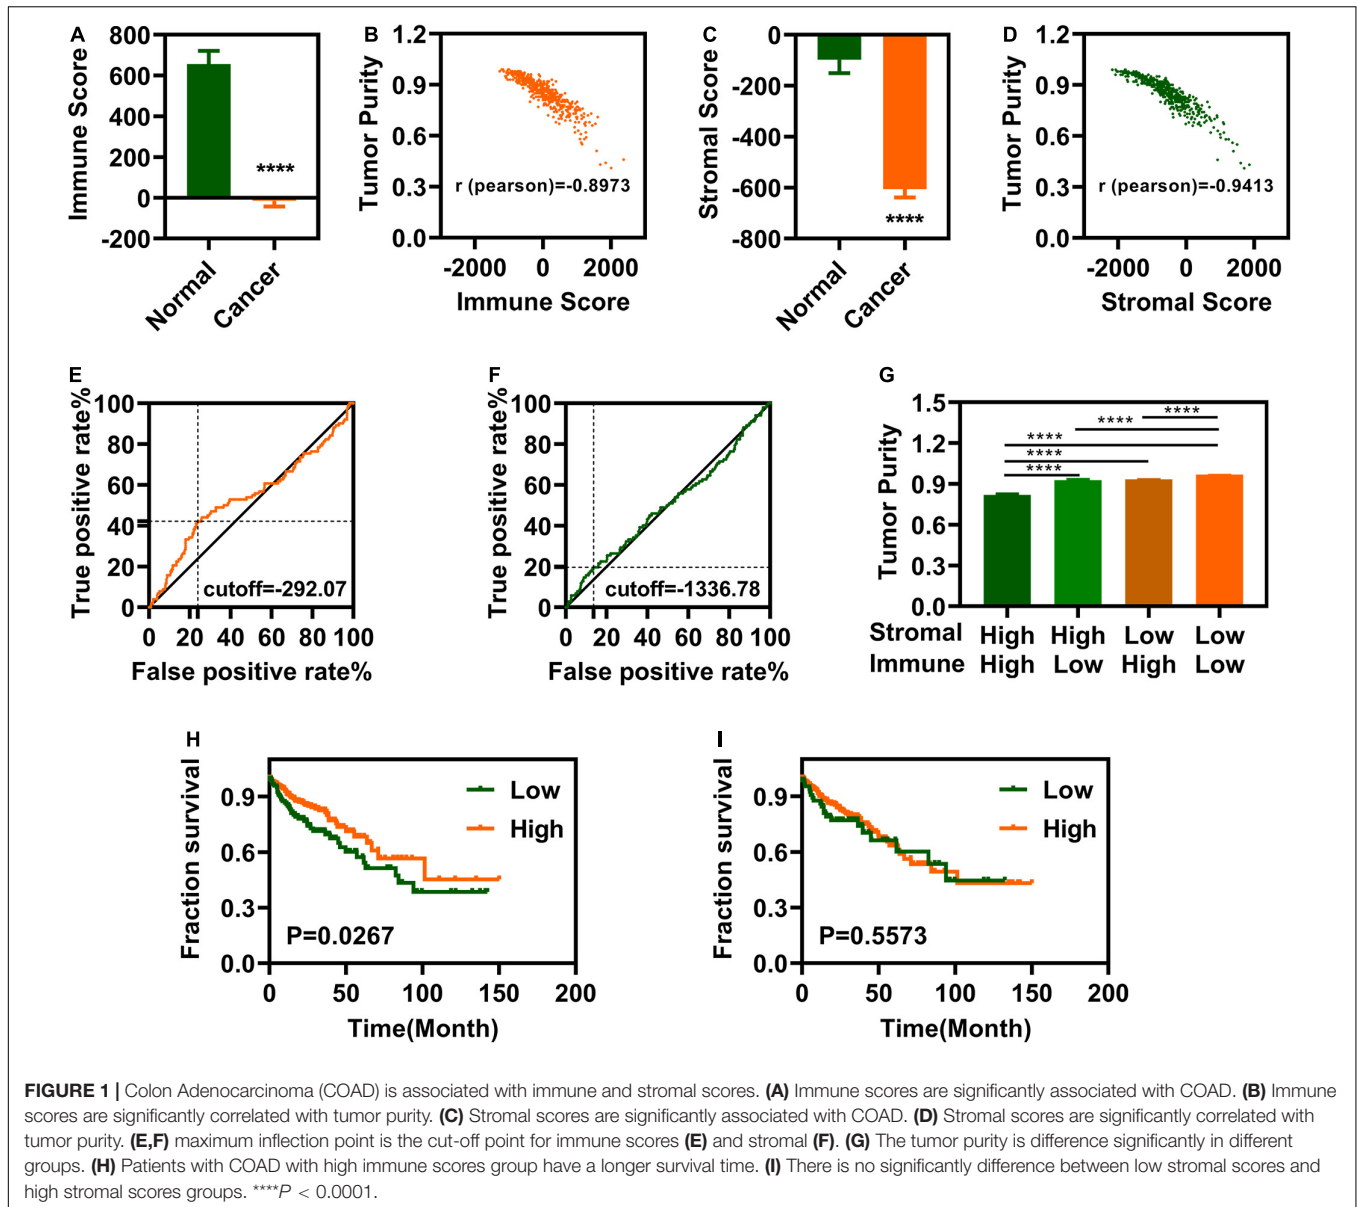 A
Immune Score
800
600
400
200
0
-200
****
Normal
Cancer
B
Tumor Purity
1.2
0.9
0.6
0.3
0.0
r (pearson)=-0.8973
-2000 0 2000
Immune Score
C
Stromal Score
0
-200
-400
-600
-800
****
Normal
Cancer
D
Tumor Purity
1.2
0.9
0.6
0.3
0.0
r (pearson)=-0.9413
-2000 0 2000
Stromal Score
E
True positive rate%
100
80
60
40
20
0
cutoff=-292.07
0 20 40 60 80 100
False positive rate%
F
True positive rate%
100
80
60
40
20
0
cutoff=-1336.78
0 20 40 60 80 100
False positive rate%
G
Tumor Purity
1.5
1.2
0.9
0.6
0.3
0.0
****
****
****
****
****
Stromal High High Low Low
Immune High Low High Low
H
Fraction survival
0.9
0.6
0.3
0.0
Low
High
P=0.0267
0 50 100 150 200
Time(Month)
I
Fraction survival
0.9
0.6
0.3
0.0
Low
High
P=0.5573
0 50 100 150 200
Time(Month)
FIGURE 1 | Colon Adenocarcinoma (COAD) is associated with immune and stromal scores. (A) Immune scores are significantly associated with COAD. (B) Immune
scores are significantly correlated with tumor purity. (C) Stromal scores are significantly associated with COAD. (D) Stromal scores are significantly correlated with
tumor purity. (E,F) maximum inflection point is the cut-off point for immune scores (E) and stromal (F). (G) The tumor purity is difference significantly in different
groups. (H) Patients with COAD with high immune scores group have a longer survival time. (I) There is no significantly difference between low stromal scores and
high stromal scores groups. ****P < 0.0001.